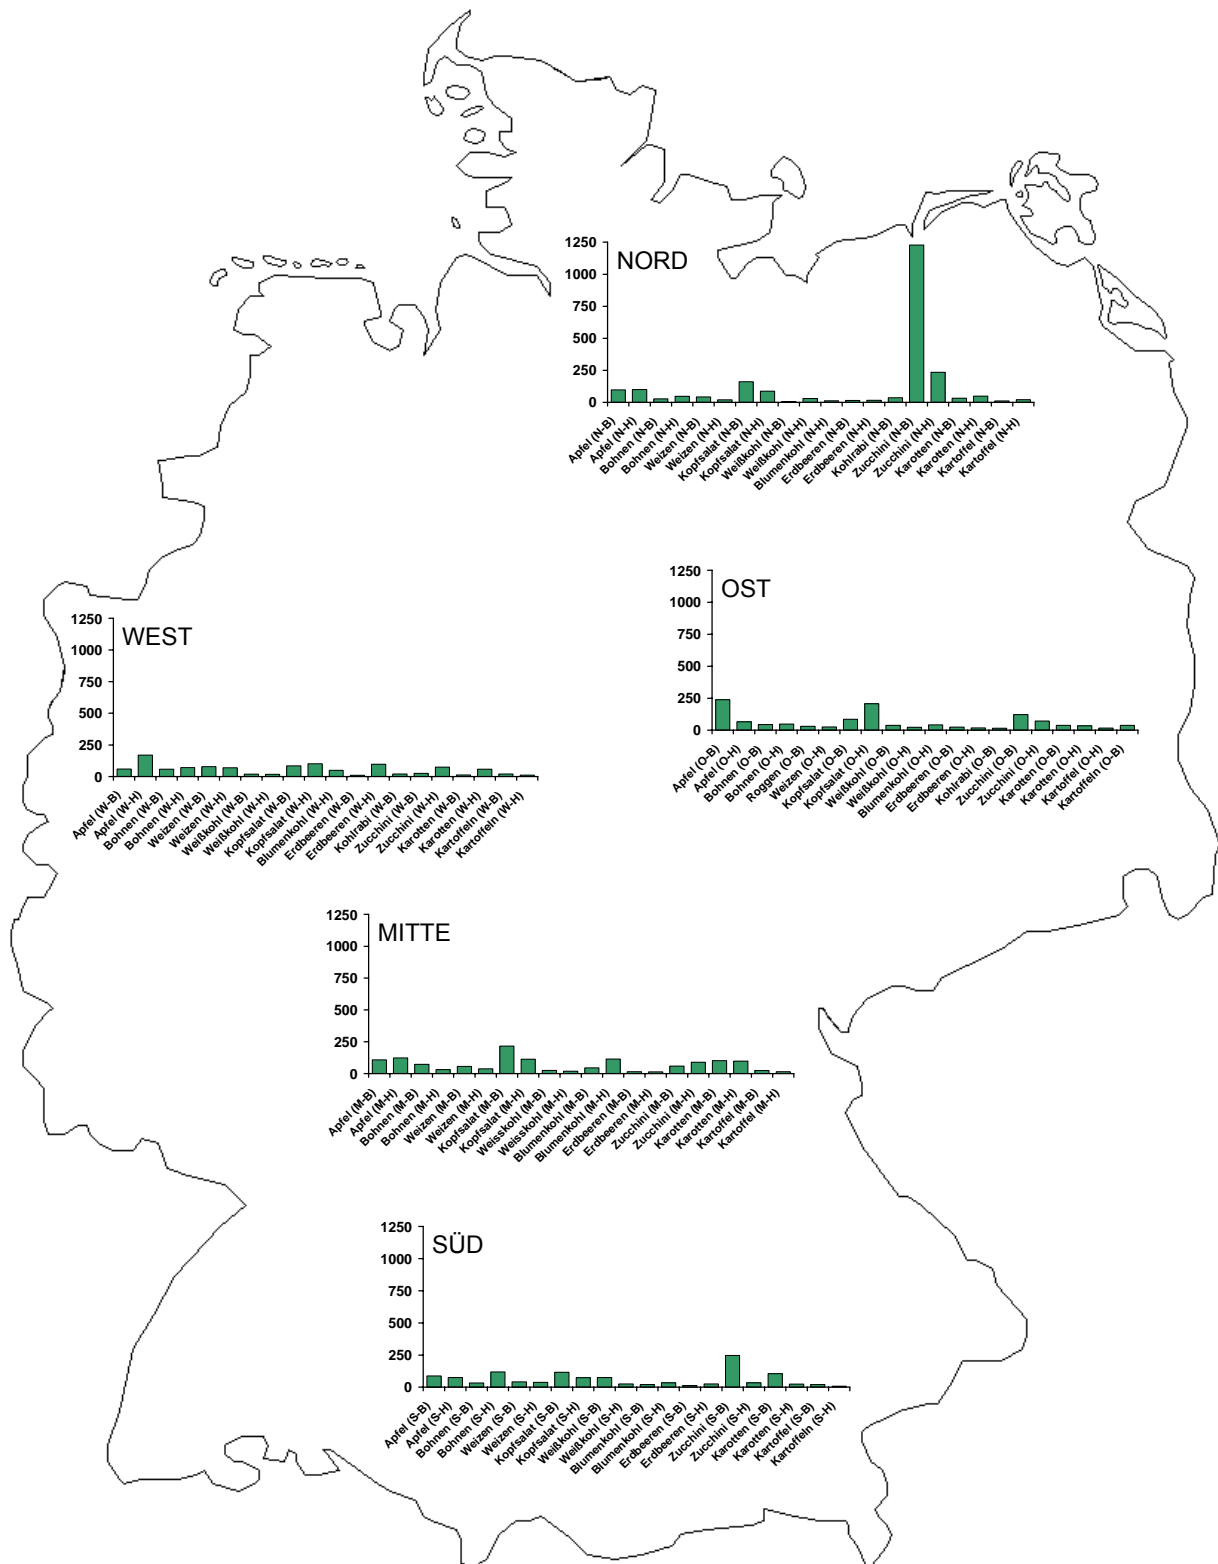 NORD
1250
1000
750
500
250
0
Apfel (N-B)
Apfel (N-H)
Bohnen (N-B)
Bohnen (N-H)
Weizen (N-B)
Weizen (N-H)
Kopfsalat (N-B)
Kopfsalat (N-H)
Weißkohl (N-B)
Weißkohl (N-H)
Blumenkohl (N-H)
Erdbeeren (N-B)
Erdbeeren (N-H)
Kohlrabi (N-B)
Zucchini (N-B)
Zucchini (N-H)
Karotten (N-B)
Karotten (N-H)
Kartoffel (N-B)
Kartoffel (N-H)
OST
1250
1000
750
500
250
0
Apfel (O-B)
Apfel (O-H)
Bohnen (O-B)
Bohnen (O-H)
Roggen (O-B)
Weizen (O-H)
Kopfsalat (O-B)
Kopfsalat (O-H)
Weißkohl (O-B)
Weißkohl (O-H)
Blumenkohl (O-H)
Erdbeeren (O-B)
Erdbeeren (O-H)
Kohlrabi (O-B)
Zucchini (O-B)
Zucchini (O-H)
Karotten (O-B)
Karotten (O-H)
Kartoffel (O-H)
Kartoffeln (O-B)
WEST
1250
1000
750
500
250
0
Apfel (W-B)
Apfel (W-H)
Bohnen (W-B)
Bohnen (W-H)
Weizen (W-B)
Weizen (W-H)
Weißkohl (W-B)
Weißkohl (W-H)
Kopfsalat (W-B)
Kopfsalat (W-H)
Blumenkohl (W-H)
Erdbeeren (W-B)
Erdbeeren (W-H)
Kohlrabi (W-B)
Zucchini (W-B)
Zucchini (W-H)
Karotten (W-B)
Karotten (W-H)
Kartoffeln (W-B)
Kartoffeln (W-H)
MITTE
1250
1000
750
500
250
0
Apfel (M-B)
Apfel (M-H)
Bohnen (M-B)
Bohnen (M-H)
Weizen (M-B)
Weizen (M-H)
Kopfsalat (M-B)
Kopfsalat (M-H)
Weisskohl (M-B)
Weisskohl (M-H)
Blumenkohl (M-B)
Blumenkohl (M-H)
Erdbeeren (M-B)
Erdbeeren (M-H)
Zucchini (M-B)
Zucchini (M-H)
Karotten (M-B)
Karotten (M-H)
Kartoffel (M-B)
Kartoffel (M-H)
SÜD
1250
1000
750
500
250
0
Apfel (S-B)
Apfel (S-H)
Bohnen (S-B)
Bohnen (S-H)
Weizen (S-B)
Weizen (S-H)
Kopfsalat (S-B)
Kopfsalat (S-H)
Weißkohl (S-B)
Weißkohl (S-H)
Blumenkohl (S-B)
Blumenkohl (S-H)
Erdbeeren (S-B)
Erdbeeren (S-H)
Zucchini (S-B)
Zucchini (S-H)
Karotten (S-B)
Karotten (S-H)
Kartoffel (S-B)
Kartoffeln (S-H)